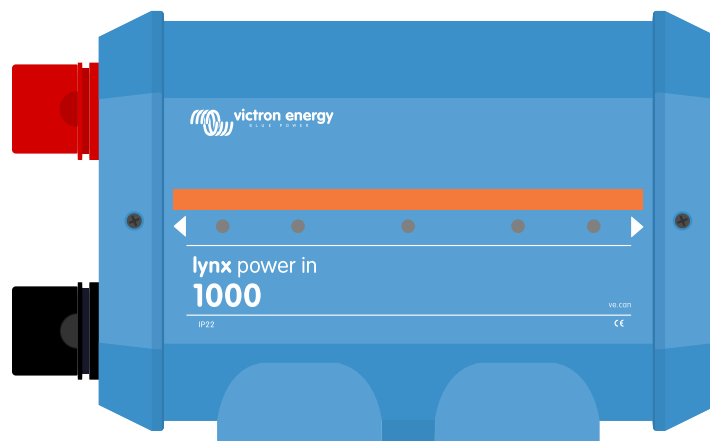 victron energy
BLUE POWER
lynx power in
1000
ve.can
IP22
CE